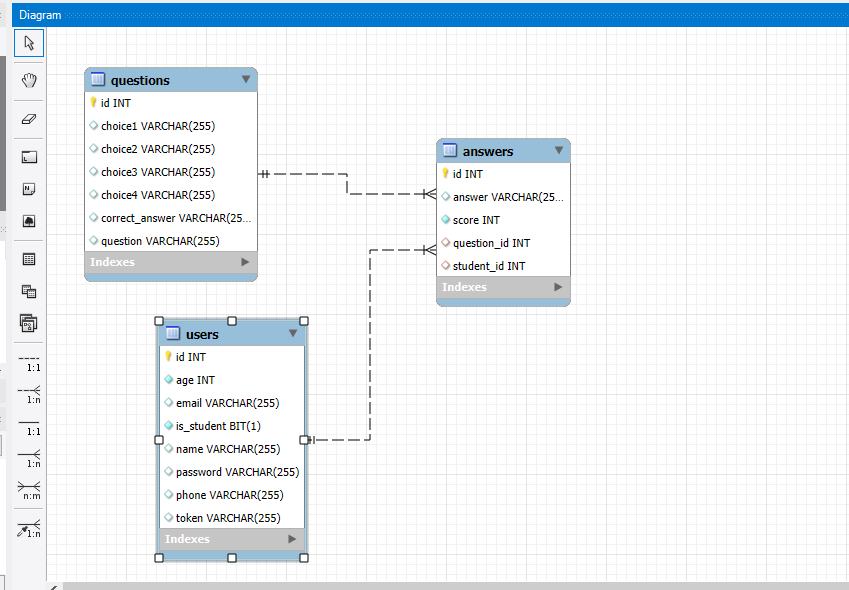 Diagram
questions
id INT
choice1 VARCHAR(255)
choice2 VARCHAR(255)
choice3 VARCHAR(255)
choice4 VARCHAR(255)
correct_answer VARCHAR(25...
question VARCHAR(255)
Indexes
answers
id INT
answer VARCHAR(25...
score INT
question_id INT
student_id INT
Indexes
users
id INT
age INT
email VARCHAR(255)
is_student BIT(1)
name VARCHAR(255)
password VARCHAR(255)
phone VARCHAR(255)
token VARCHAR(255)
Indexes
1:1
1:n
1:1
1:n
n:m
1:n